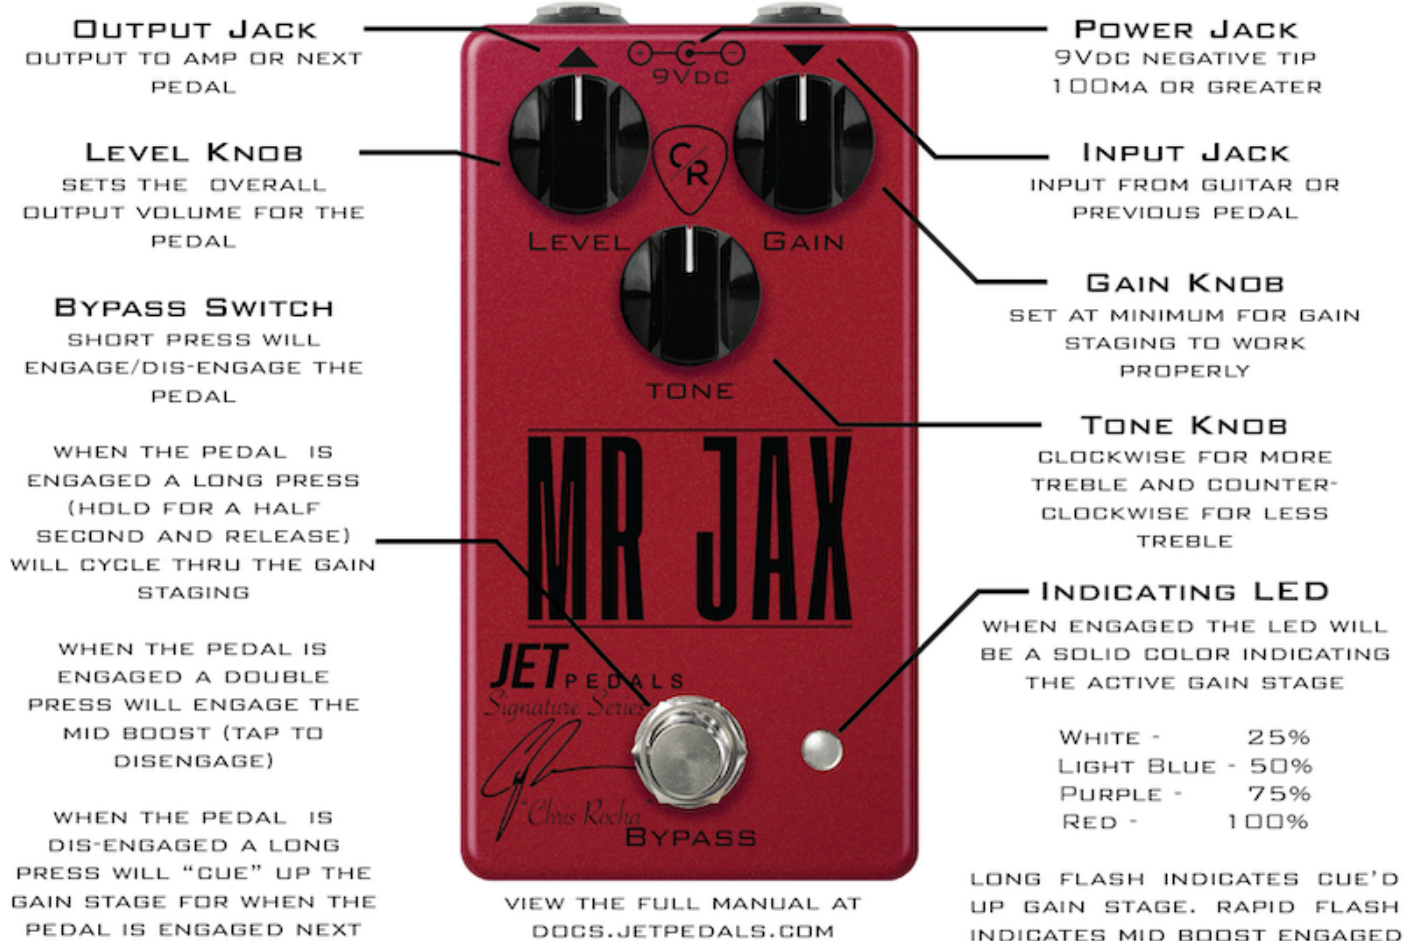 Output Jack
output to amp or next
pedal
Level Knob
sets the overall
output volume for the
pedal
Bypass Switch
short press will
engage/dis-engage the
pedal
when the pedal is
engaged a long press
(hold for a half
second and release)
will cycle thru the gain
staging
when the pedal is
engaged a double
press will engage the
mid boost (tap to
disengage)
when the pedal is
dis-engaged a long
press will “cue” up the
gain stage for when the
pedal is engaged next
9Vdc
C/R
Level
Gain
Tone
MR JAX
JET PEDALS
Signature Series
"Chris Rocha"
Bypass
view the full manual at
docs.jetpedals.com
Power Jack
9Vdc negative tip
100ma or greater
Input Jack
input from guitar or
previous pedal
Gain Knob
set at minimum for gain
staging to work
properly
Tone Knob
clockwise for more
treble and counter-
clockwise for less
treble
Indicating LED
when engaged the LED will
be a solid color indicating
the active gain stage
White - 25%
Light Blue - 50%
Purple - 75%
Red - 100%
long flash indicates cue'd
up gain stage. rapid flash
indicates mid boost engaged